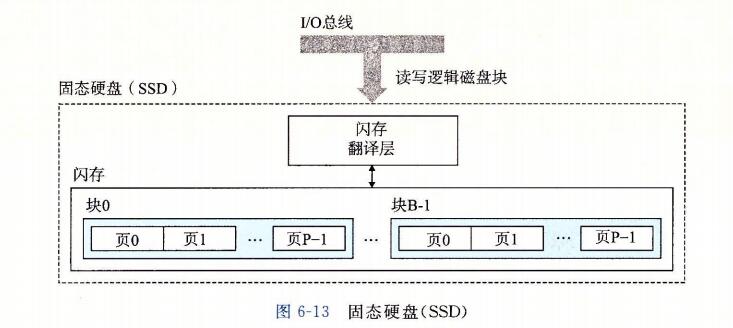 I/O总线
读写逻辑磁盘块
固态硬盘(SSD)
闪存
翻译层
闪存
块0 块B-1
页0 页1 … 页P-1 … 页0 页1 … 页P-1
图 6-13 固态硬盘(SSD)